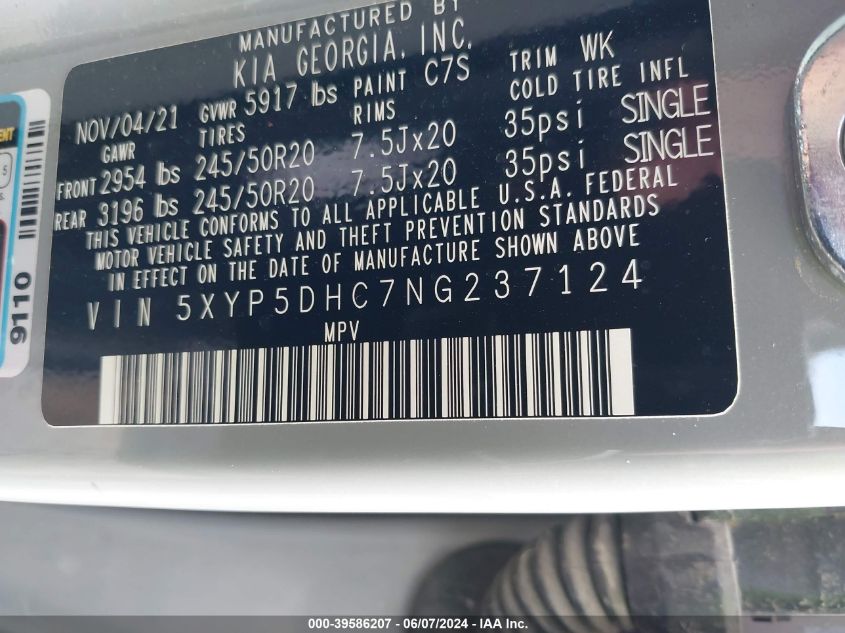 MANUFACTURED BY
KIA GEORGIA, INC.
NOV/04/21 GVWR 5917 lbs PAINT C7S TRIM WK
GAWR TIRES RIMS COLD TIRE INFL
FRONT 2954 lbs 245/50R20 7.5Jx20 35psi SINGLE
REAR 3196 lbs 245/50R20 7.5Jx20 35psi SINGLE
THIS VEHICLE CONFORMS TO ALL APPLICABLE U.S.A. FEDERAL
MOTOR VEHICLE SAFETY AND THEFT PREVENTION STANDARDS
IN EFFECT ON THE DATE OF MANUFACTURE SHOWN ABOVE
VIN 5XYP5DHC7NG237124
MPV
9110
000-39586207 - 06/07/2024 - IAA Inc.